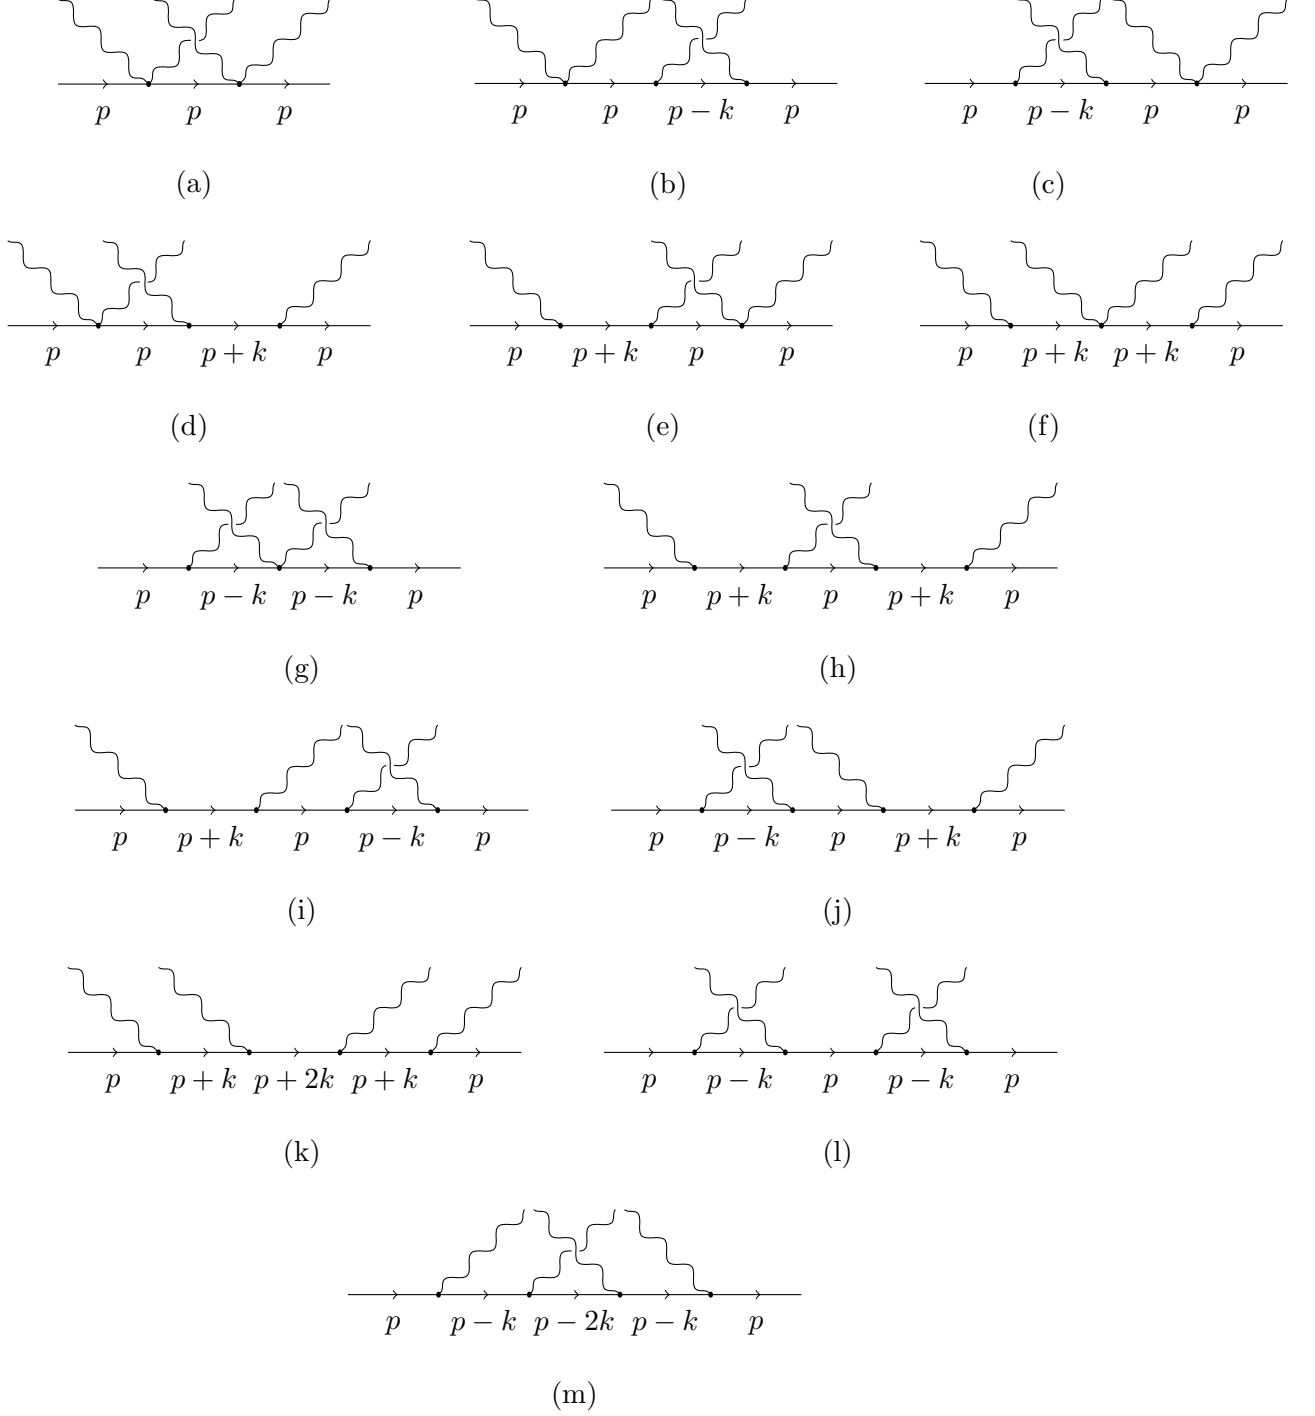 p p p p p p − k p p p − k p p
(a) (b) (c)
p p p + k p p p + k p p p p + k p + k p
(d) (e) (f)
p p − k p − k p p p + k p p + k p
(g) (h)
p p + k p p − k p p p − k p p + k p
(i) (j)
p p + k p + 2k p + k p p p − k p p − k p
(k) (l)
p p − k p − 2k p − k p
(m)